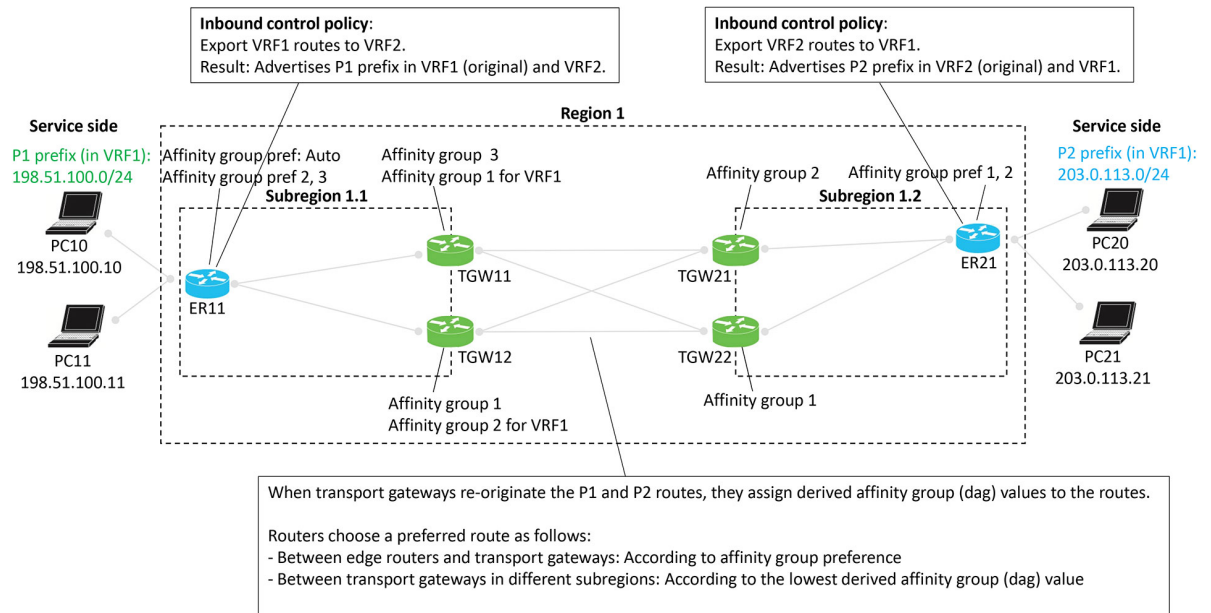 Inbound control policy:
Export VRF1 routes to VRF2.
Result: Advertises P1 prefix in VRF1 (original) and VRF2.
Inbound control policy:
Export VRF2 routes to VRF1.
Result: Advertises P2 prefix in VRF2 (original) and VRF1.
Region 1
Service side
P1 prefix (in VRF1):
198.51.100.0/24
Service side
P2 prefix (in VRF1):
203.0.113.0/24
Affinity group pref: Auto
Affinity group pref 2, 3
Affinity group 3
Affinity group 1 for VRF1
Affinity group 2
Affinity group pref 1, 2
Subregion 1.1
Subregion 1.2
PC10
198.51.100.10
PC11
198.51.100.11
ER11
TGW11
TGW12
TGW21
TGW22
ER21
PC20
203.0.113.20
PC21
203.0.113.21
Affinity group 1
Affinity group 2 for VRF1
Affinity group 1
When transport gateways re-originate the P1 and P2 routes, they assign derived affinity group (dag) values to the routes.
Routers choose a preferred route as follows:
- Between edge routers and transport gateways: According to affinity group preference
- Between transport gateways in different subregions: According to the lowest derived affinity group (dag) value